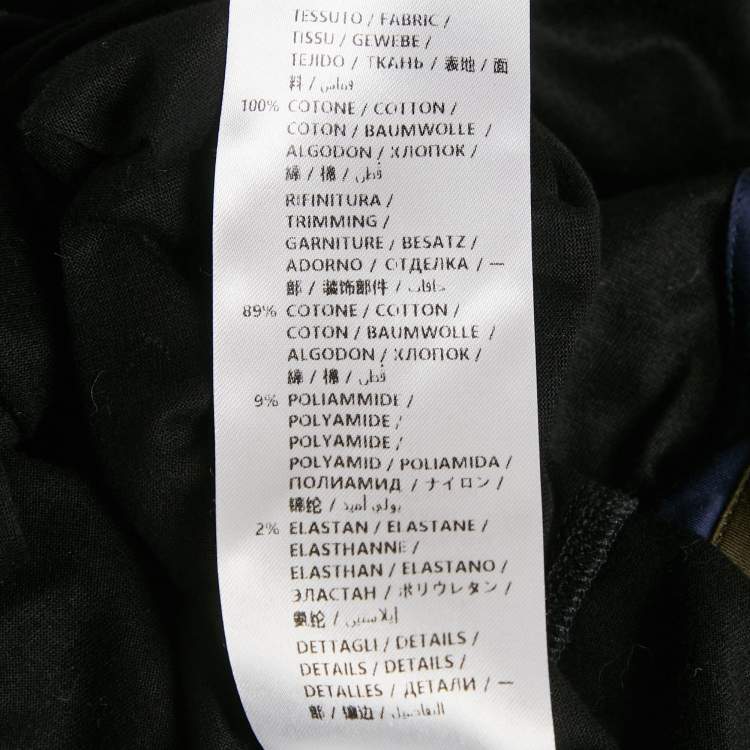 TESSUTO / FABRIC /
TISSU / GEWEBE /
TEJIDO / ТКАНЬ / 表地 / 面
料 / قماش
100% COTONE / COTTON /
COTON / BAUMWOLLE /
ALGODON / ХЛОПОК /
綿 / 棉 / قطن
RIFINITURA /
TRIMMING /
GARNITURE / BESATZ /
ADORNO / ОТДЕЛКА / 一
部 / 装饰部件 / حافات
89% COTONE / COTTON /
COTON / BAUMWOLLE /
ALGODON / ХЛОПОК /
綿 / 棉 / قطن
9% POLIAMMIDE /
POLYAMIDE /
POLYAMIDE /
POLYAMID / POLIAMIDA /
ПОЛИАМИД / ナイロン /
锦纶 / بولي أميد
2% ELASTAN / ELASTANE /
ELASTHANNE /
ELASTHAN / ELASTANO /
ЭЛАСТАН / ポリウレタン /
氨纶 / إيلاستين
DETTAGLI / DETAILS /
DETAILS / DETAILS /
DETALLES / ДЕТАЛИ / 一
部 / 镶边 / التفاصيل